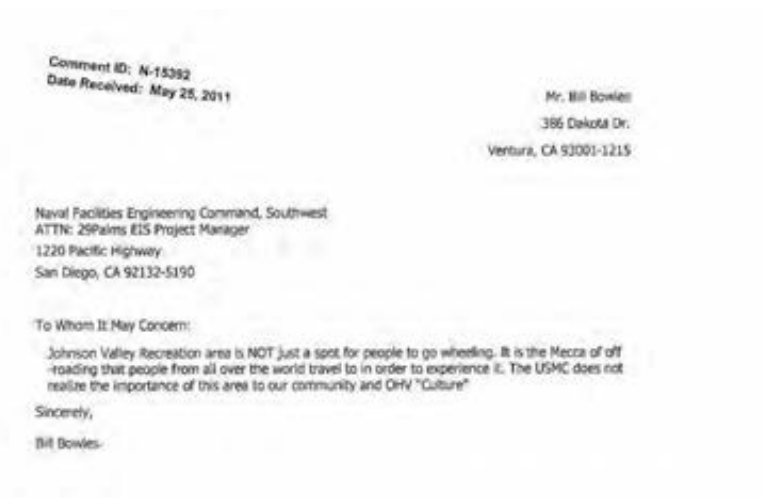 Comment ID: N-15392
Date Received: May 25, 2011
Mr. Bill Bowles
386 Dakota Dr.
Ventura, CA 93001-1215
Naval Facilities Engineering Command, Southwest
ATTN: 29Palms EIS Project Manager
1220 Pacific Highway
San Diego, CA 92132-5190
To Whom It May Concern:
Johnson Valley Recreation area is NOT just a spot for people to go wheeling. It is the Mecca of off
-roading that people from all over the world travel to in order to experience it. The USMC does not
realize the importance of this area to our community and OHV "Culture"
Sincerely,
Bill Bowles